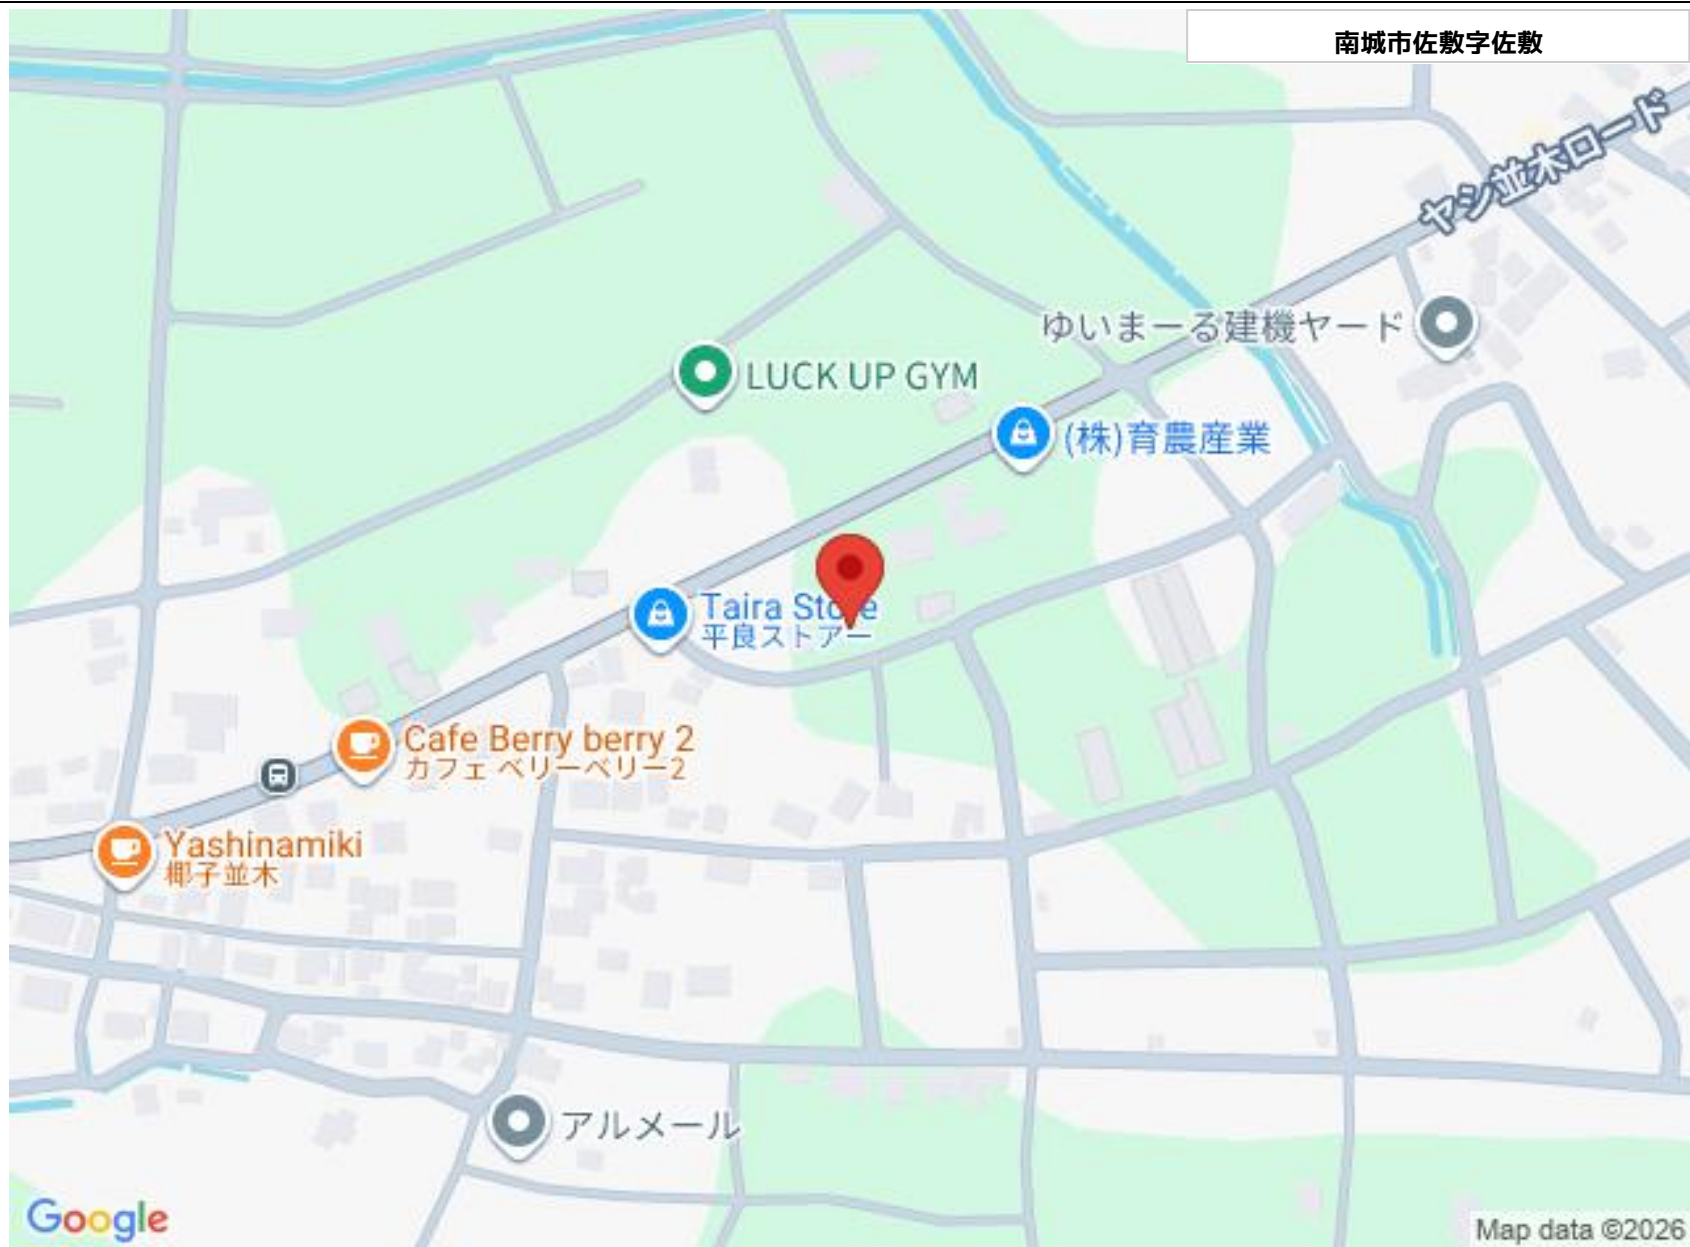 南城市佐敷字佐敷
ヤシ並木ロード
ゆいまーる建機ヤード
LUCK UP GYM
(株)育農産業
Taira Store
平良ストアー
Cafe Berry berry 2
カフェ ベリーベリー2
Yashinamiki
椰子並木
アルメール
Google
Map data ©2026